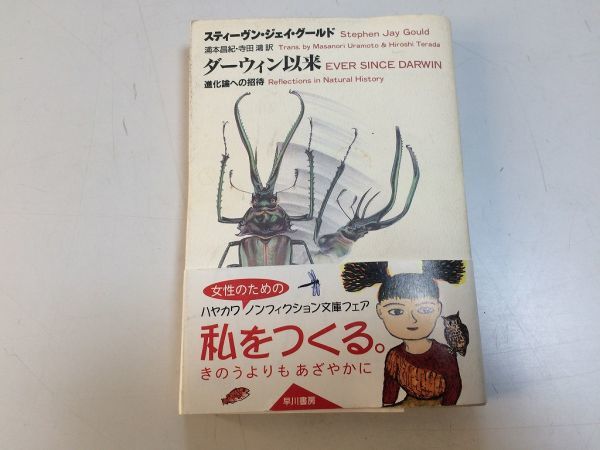 スティーヴン・ジェイ・グールド Stephen Jay Gould
浦本昌紀・寺田 鴻 訳 Trans. by Masanori Uramoto & Hiroshi Terada
ダーウィン以来 EVER SINCE DARWIN
進化論への招待 Reflections in Natural History
女性のための
ハヤカワ ノンフィクション文庫フェア
私をつくる。
きのうよりも あざやかに
早川書房